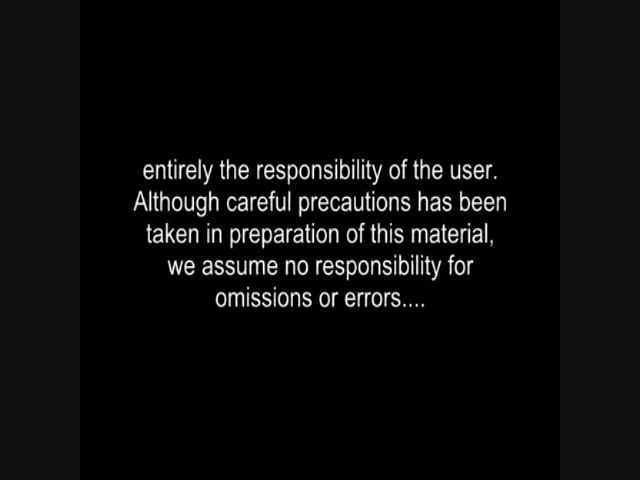 entirely the responsibility of the user.
Although careful precautions has been
taken in preparation of this material,
we assume no responsibility for
omissions or errors....